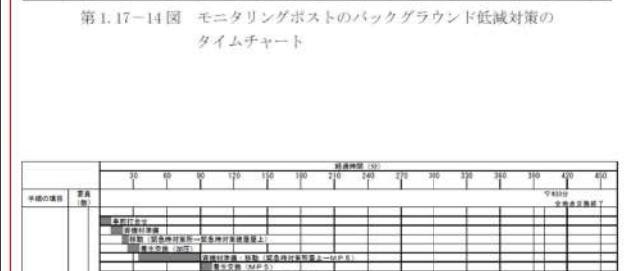 第1.17－14図　モニタリングポストのバックグラウンド低減対策の
タイムチャート
経過時間（分）
30 60 90 120 150 180 210 240 270 300 330 360 390 420 450
手順の項目 要員（数）
▽400分
全地点交換終了
事前打合せ
資機材準備
移動（緊急時対策所→緊急時対策建屋屋上）
養生交換（加圧）
資機材準備・移動（緊急時対策所屋上→ＭＰ５）
養生交換（ＭＰ５）